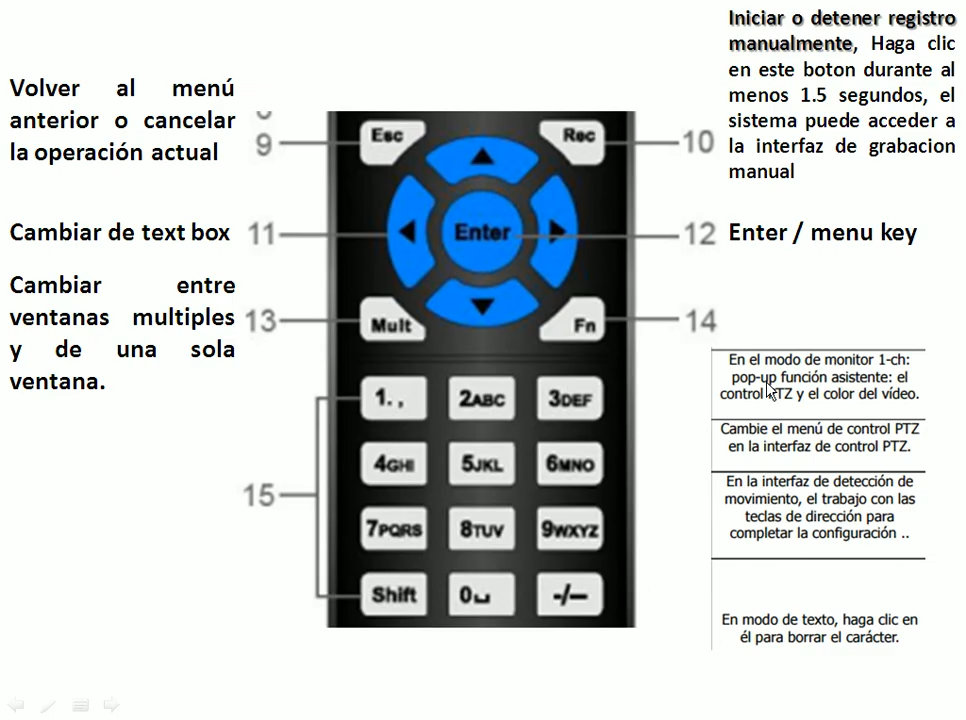 Iniciar o detener registro
manualmente, Haga clic
en este boton durante al
menos 1.5 segundos, el
sistema puede acceder a
la interfaz de grabacion
manual
Volver al menú
anterior o cancelar
la operación actual
9
Esc
Rec
10
Cambiar de text box
11
Enter
12
Enter / menu key
Cambiar entre
ventanas multiples
y de una sola
ventana.
13
Mult
Fn
14
En el modo de monitor 1-ch:
pop-up función asistente: el
control PTZ y el color del vídeo.
Cambie el menú de control PTZ
en la interfaz de control PTZ.
En la interfaz de detección de
movimiento, el trabajo con las
teclas de dirección para
completar la configuración ..
En modo de texto, haga clic en
él para borrar el carácter.
15
1. ,
2ABC
3DEF
4GHI
5JKL
6MNO
7PQRS
8TUV
9WXYZ
Shift
0
-/--